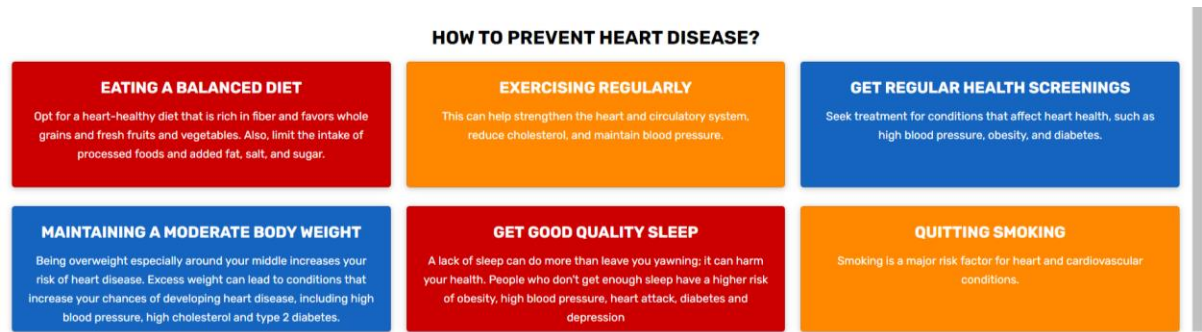 HOW TO PREVENT HEART DISEASE?
EATING A BALANCED DIET
Opt for a heart-healthy diet that is rich in fiber and favors whole
grains and fresh fruits and vegetables. Also, limit the intake of
processed foods and added fat, salt, and sugar.
EXERCISING REGULARLY
This can help strengthen the heart and circulatory system,
reduce cholesterol, and maintain blood pressure.
GET REGULAR HEALTH SCREENINGS
Seek treatment for conditions that affect heart health, such as
high blood pressure, obesity, and diabetes.
MAINTAINING A MODERATE BODY WEIGHT
Being overweight especially around your middle increases your
risk of heart disease. Excess weight can lead to conditions that
increase your chances of developing heart disease, including high
blood pressure, high cholesterol and type 2 diabetes.
GET GOOD QUALITY SLEEP
A lack of sleep can do more than leave you yawning; it can harm
your health. People who don't get enough sleep have a higher risk
of obesity, high blood pressure, heart attack, diabetes and
depression
QUITTING SMOKING
Smoking is a major risk factor for heart and cardiovascular
conditions.